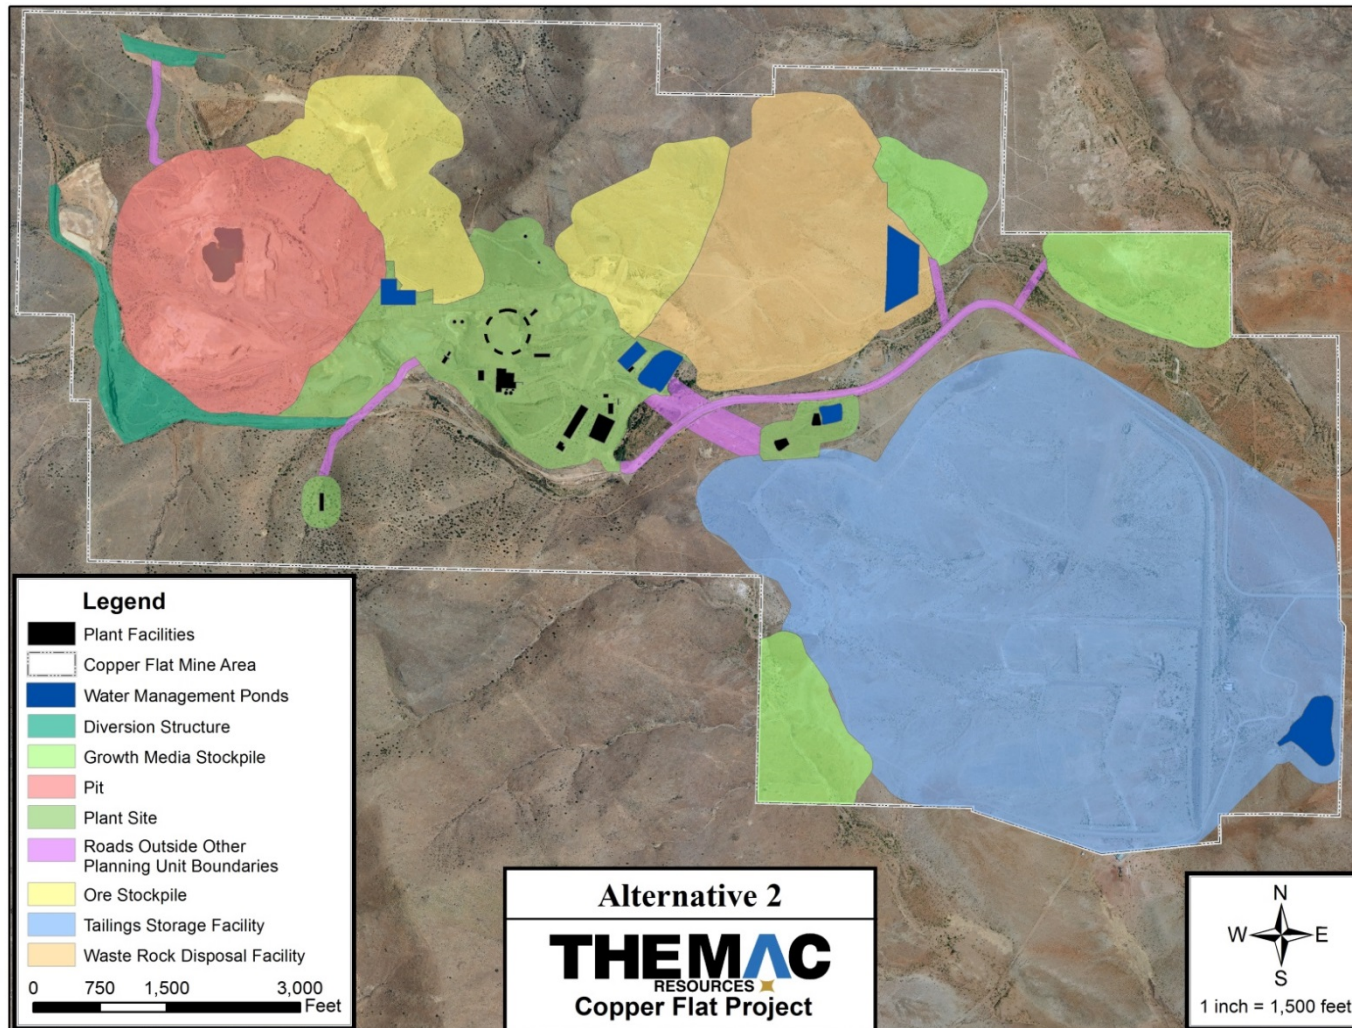 Legend
Plant Facilities
Copper Flat Mine Area
Water Management Ponds
Diversion Structure
Growth Media Stockpile
Pit
Plant Site
Roads Outside Other
Planning Unit Boundaries
Ore Stockpile
Tailings Storage Facility
Waste Rock Disposal Facility
0 750 1,500 3,000
Feet
Alternative 2
THEMAC
RESOURCES
Copper Flat Project
N
W E
S
1 inch = 1,500 feet